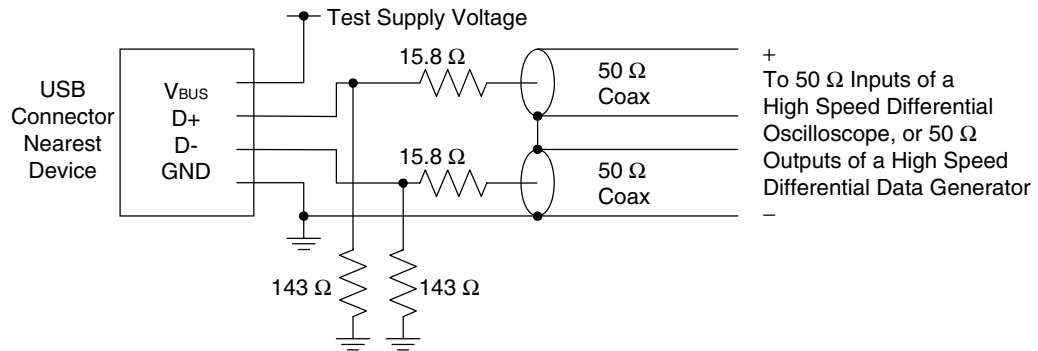 Test Supply Voltage
USB
Connector
Nearest
Device
VBUS
D+
D-
GND
15.8 Ω
50 Ω
Coax
15.8 Ω
50 Ω
Coax
+
To 50 Ω Inputs of a
High Speed Differential
Oscilloscope, or 50 Ω
Outputs of a High Speed
Differential Data Generator
−
143 Ω
143 Ω